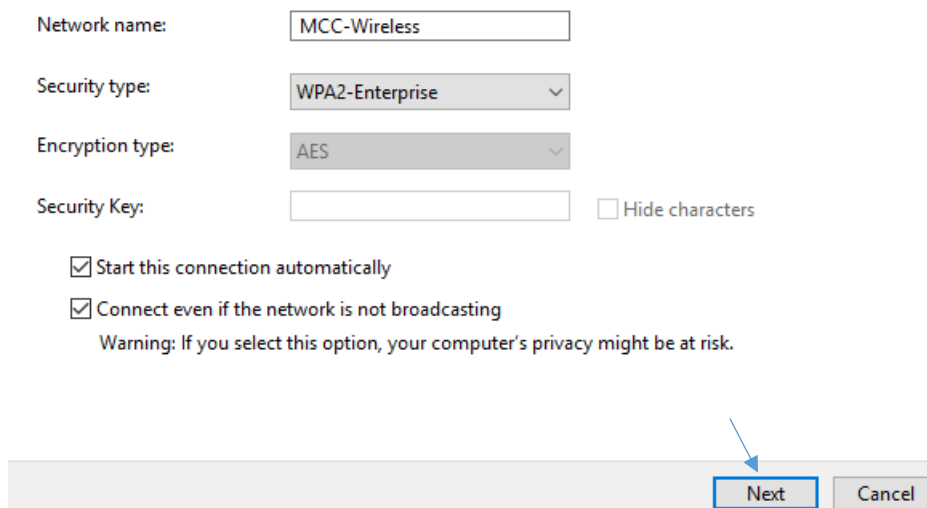 Network name: MCC-Wireless
Security type: WPA2-Enterprise
Encryption type: AES
Security Key: Hide characters
Start this connection automatically
Connect even if the network is not broadcasting
Warning: If you select this option, your computer's privacy might be at risk.
Next Cancel